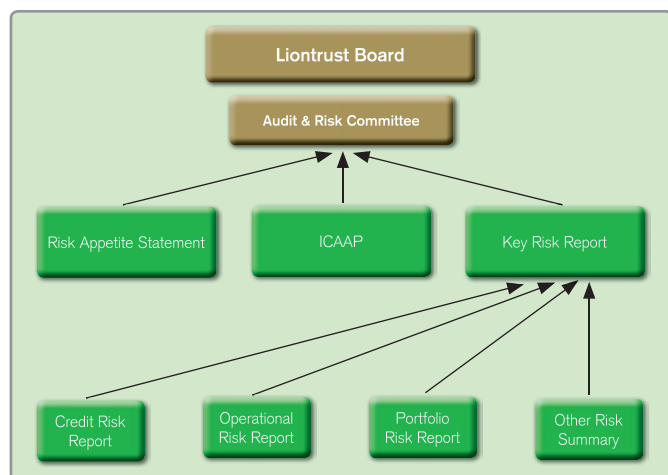 Liontrust Board
Audit & Risk Committee
Risk Appetite Statement
ICAAP
Key Risk Report
Credit Risk
Report
Operational
Risk Report
Portfolio
Risk Report
Other Risk
Summary